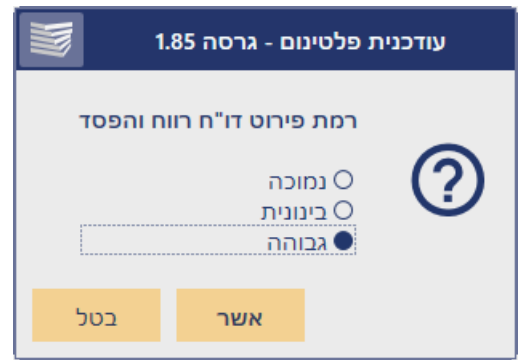 עודכנית פלטינום - גרסה 1.85
רמת פירוט דו"ח רווח והפסד
נמוכה
בינונית
גבוהה
אשר
בטל